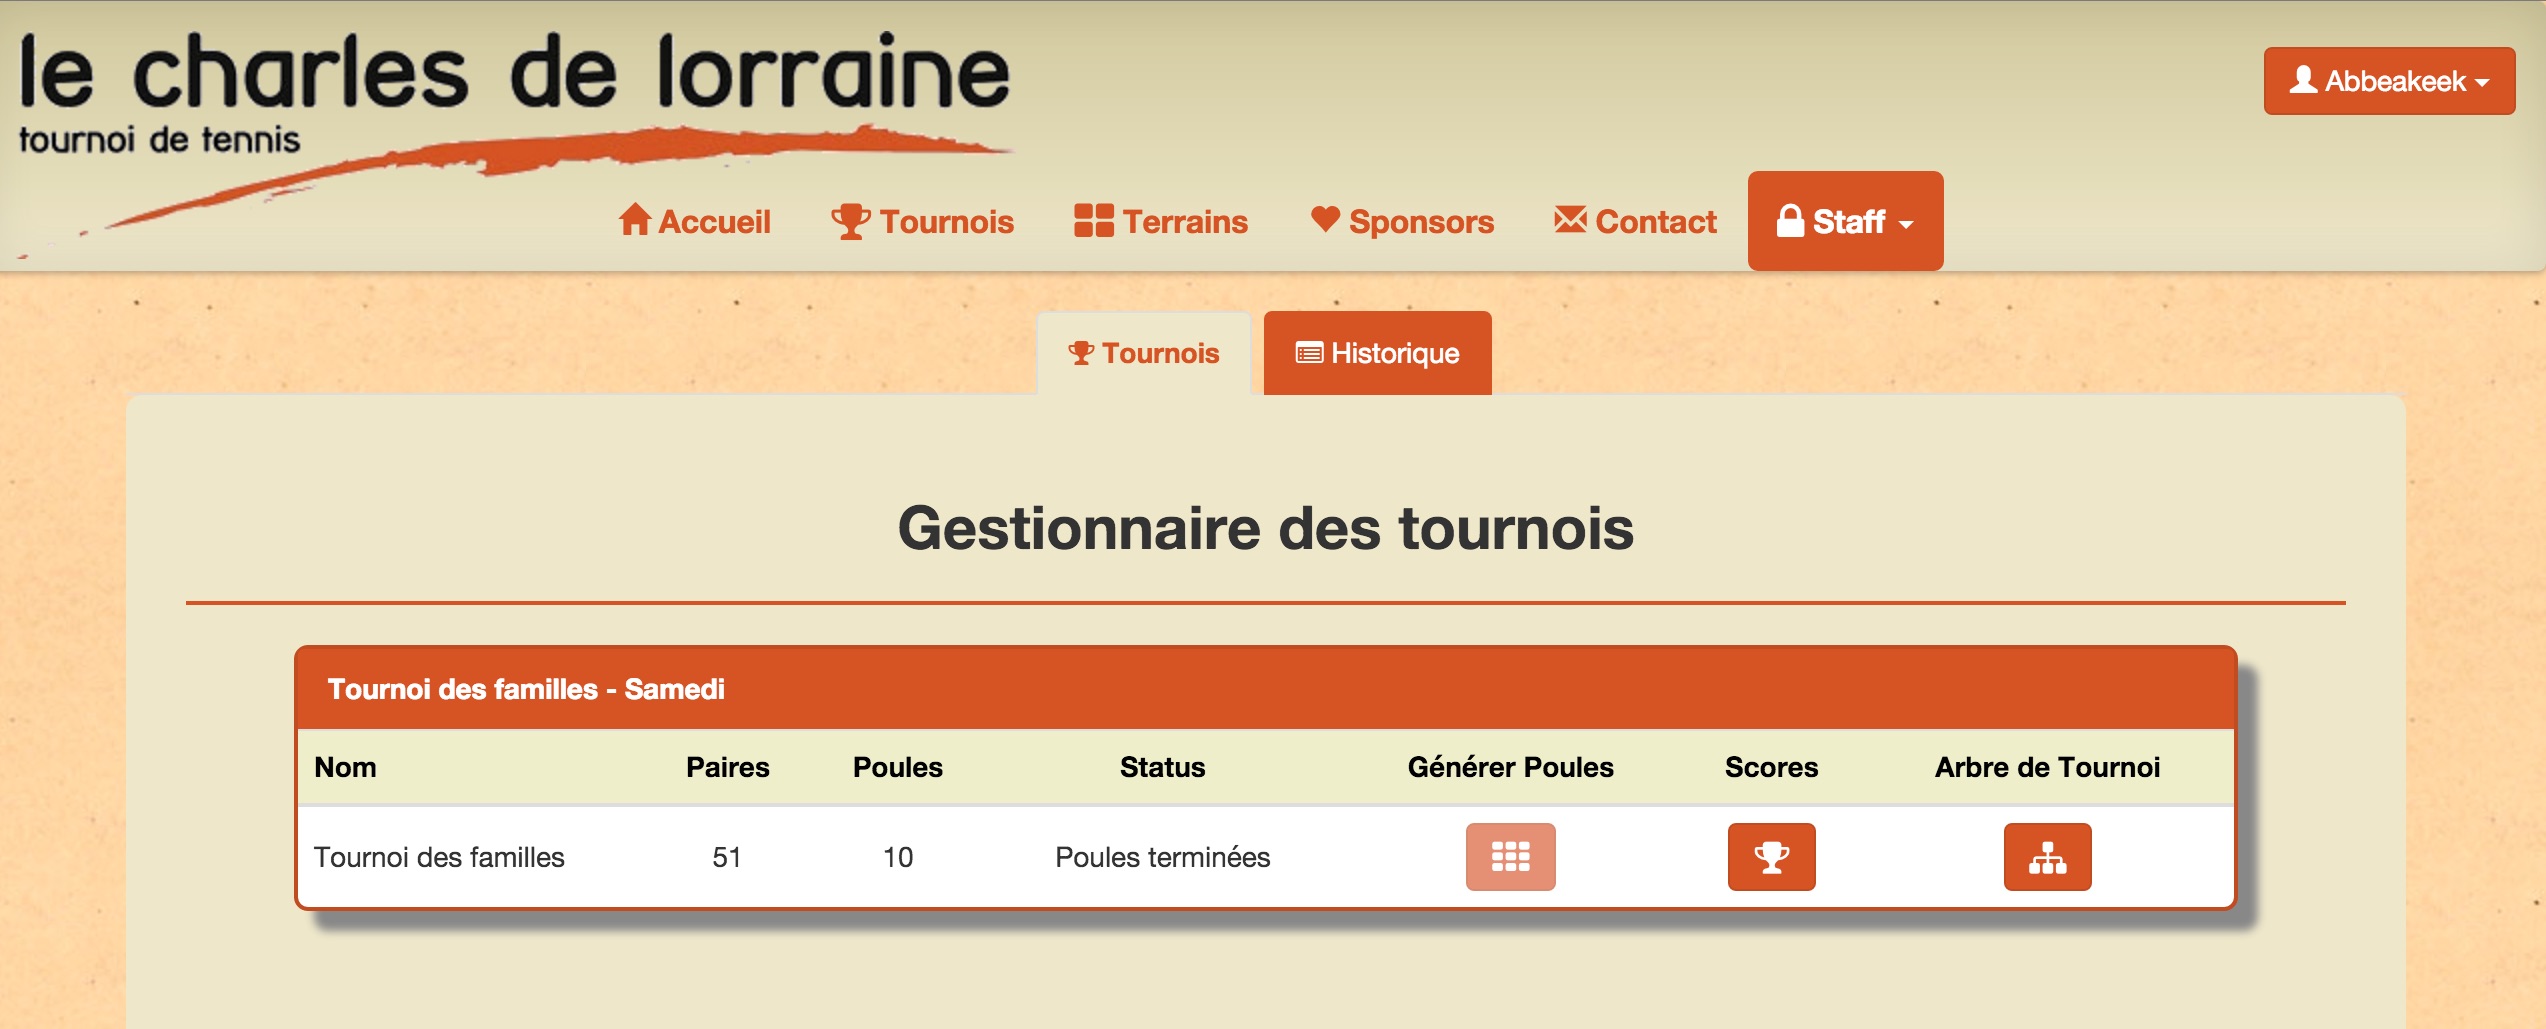 le charles de lorraine
tournoi de tennis
Abbeakeek
Accueil Tournois Terrains Sponsors Contact Staff
Tournois Historique
Gestionnaire des tournois
Tournoi des familles - Samedi
Nom Paires Poules Status Générer Poules Scores Arbre de Tournoi
Tournoi des familles 51 10 Poules terminées